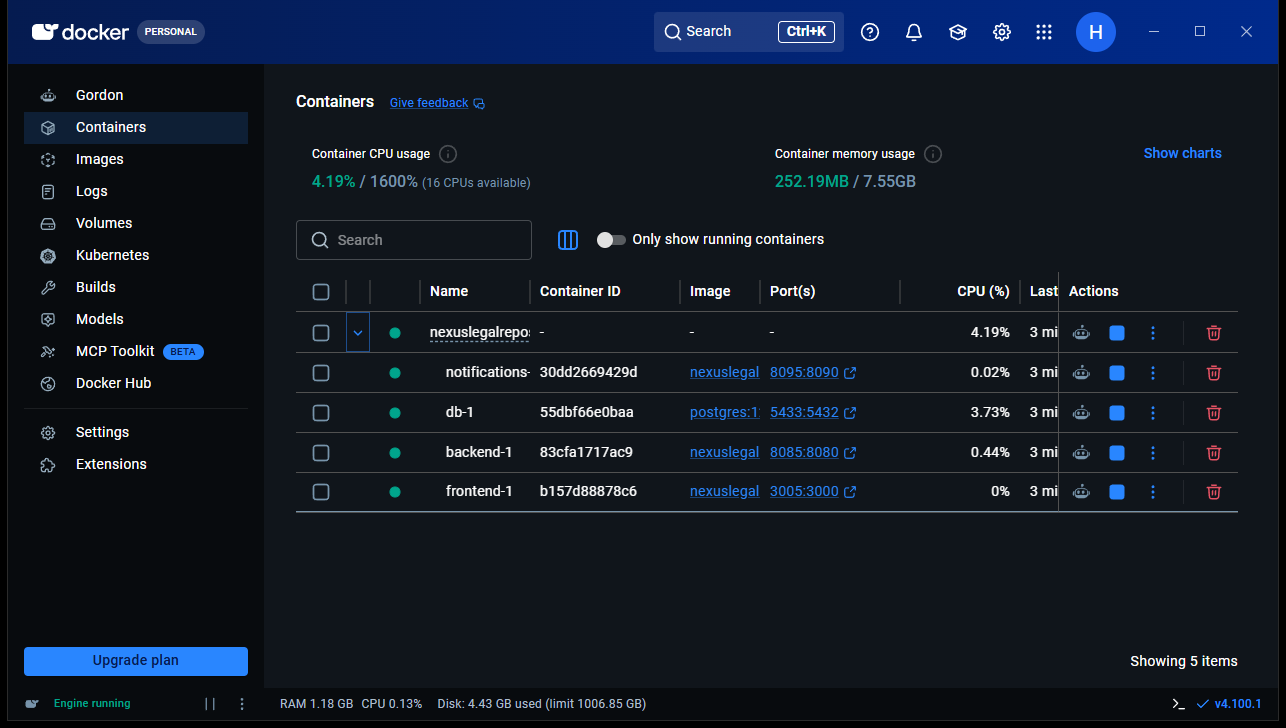 docker PERSONAL Search Ctrl+K H
Gordon
Containers
Images
Logs
Volumes
Kubernetes
Builds
Models
MCP Toolkit BETA
Docker Hub
Settings
Extensions
Upgrade plan
Containers Give feedback
Container CPU usage
4.19% / 1600% (16 CPUs available)
Container memory usage
252.19MB / 7.55GB
Show charts
Search
Only show running containers
Name Container ID Image Port(s) CPU (%) Last Actions
nexuslegalrepo - - - 4.19% 3 mi
notifications- 30dd2669429d nexuslegal 8095:8090 0.02% 3 mi
db-1 55dbf66e0baa postgres:1 5433:5432 3.73% 3 mi
backend-1 83cfa1717ac9 nexuslegal 8085:8080 0.44% 3 mi
frontend-1 b157d88878c6 nexuslegal 3005:3000 0% 3 mi
Showing 5 items
Engine running RAM 1.18 GB CPU 0.13% Disk: 4.43 GB used (limit 1006.85 GB) v4.100.1